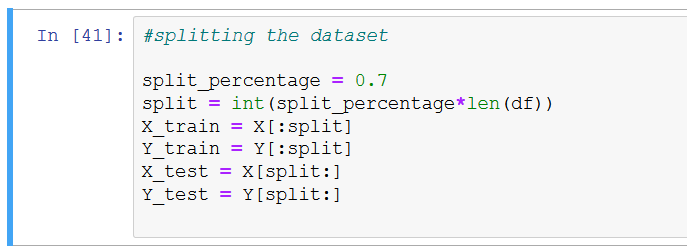 In [41]: #splitting the dataset
split_percentage = 0.7
split = int(split_percentage*len(df))
X_train = X[:split]
Y_train = Y[:split]
X_test = X[split:]
Y_test = Y[split:]